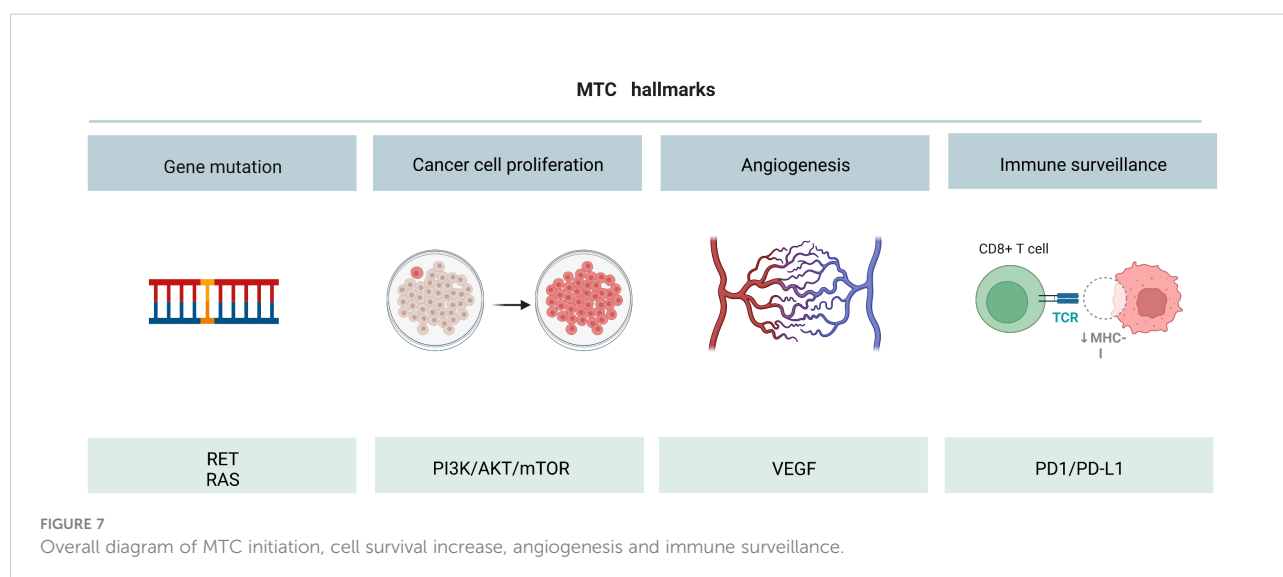 MTC hallmarks
Gene mutation
Cancer cell proliferation
Angiogenesis
Immune surveillance
CD8+ T cell
TCR
↓MHC-
I
RET
RAS
PI3K/AKT/mTOR
VEGF
PD1/PD-L1
FIGURE 7
Overall diagram of MTC initiation, cell survival increase, angiogenesis and immune surveillance.